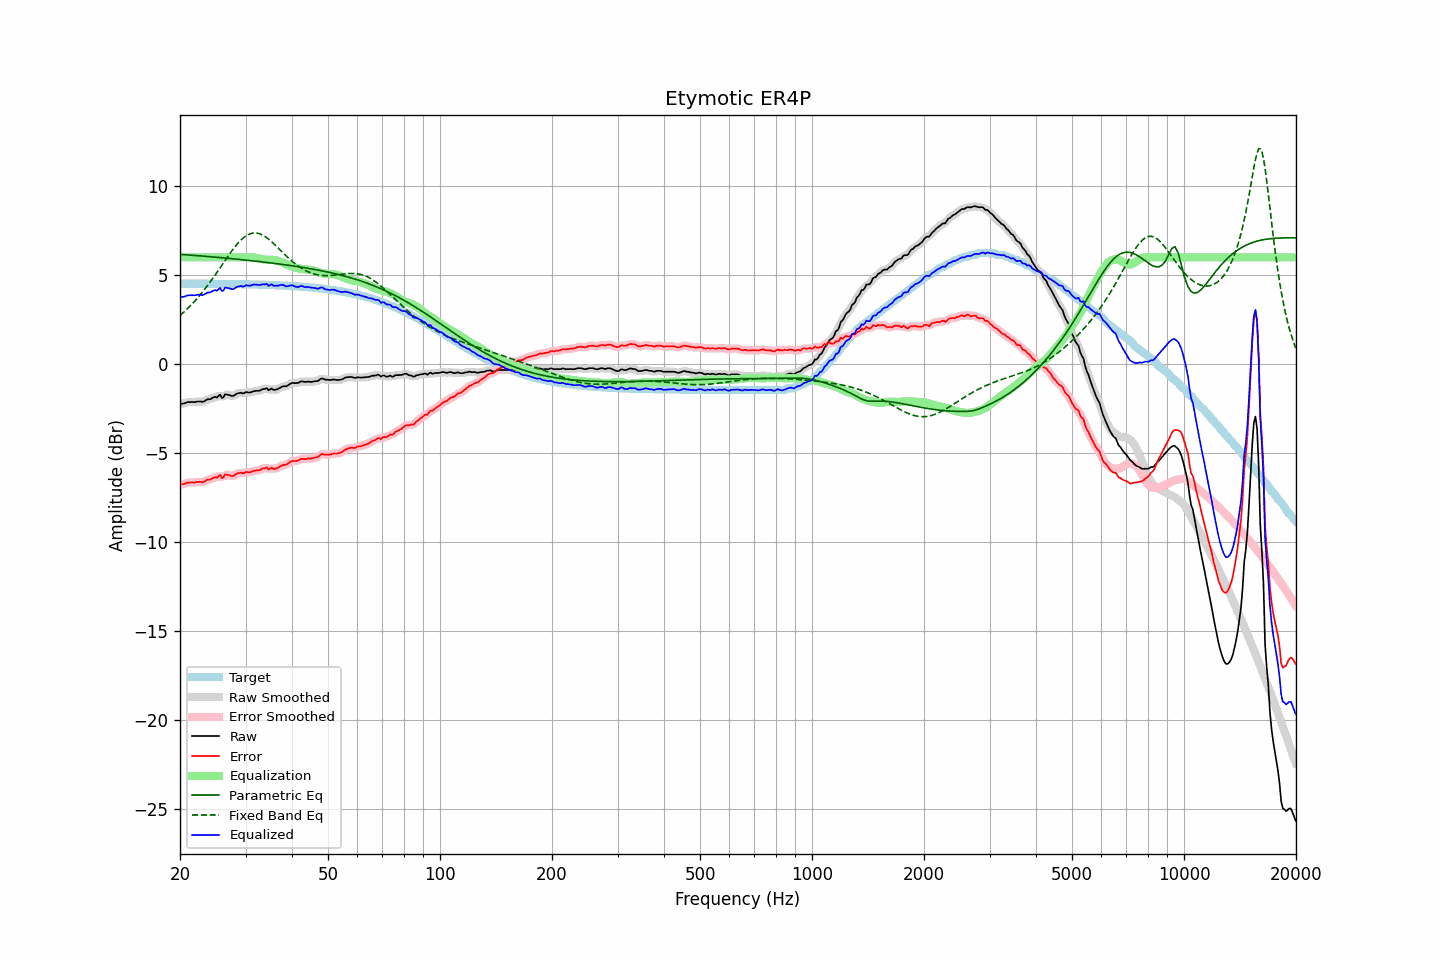 Etymotic ER4P
Amplitude (dBr)
10
5
0
−5
−10
−15
−20
−25
Target
Raw Smoothed
Error Smoothed
Raw
Error
Equalization
Parametric Eq
Fixed Band Eq
Equalized
20 50 100 200 500 1000 2000 5000 10000 20000
Frequency (Hz)